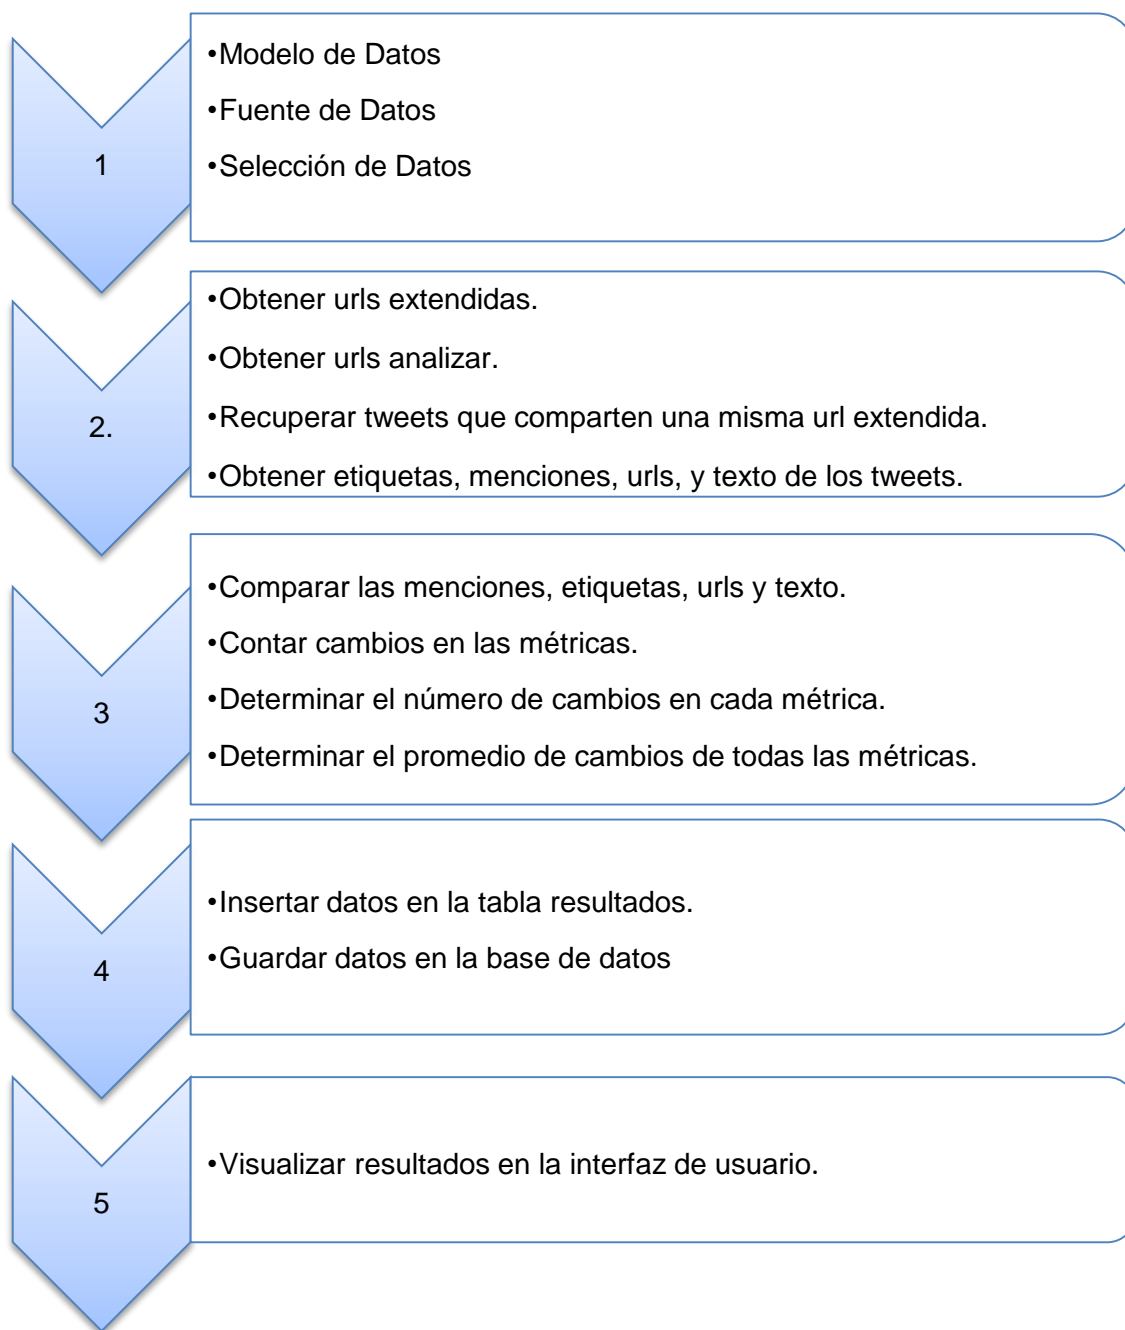 1
•Modelo de Datos
•Fuente de Datos
•Selección de Datos
2.
•Obtener urls extendidas.
•Obtener urls analizar.
•Recuperar tweets que comparten una misma url extendida.
•Obtener etiquetas, menciones, urls, y texto de los tweets.
3
•Comparar las menciones, etiquetas, urls y texto.
•Contar cambios en las métricas.
•Determinar el número de cambios en cada métrica.
•Determinar el promedio de cambios de todas las métricas.
4
•Insertar datos en la tabla resultados.
•Guardar datos en la base de datos
5
•Visualizar resultados en la interfaz de usuario.